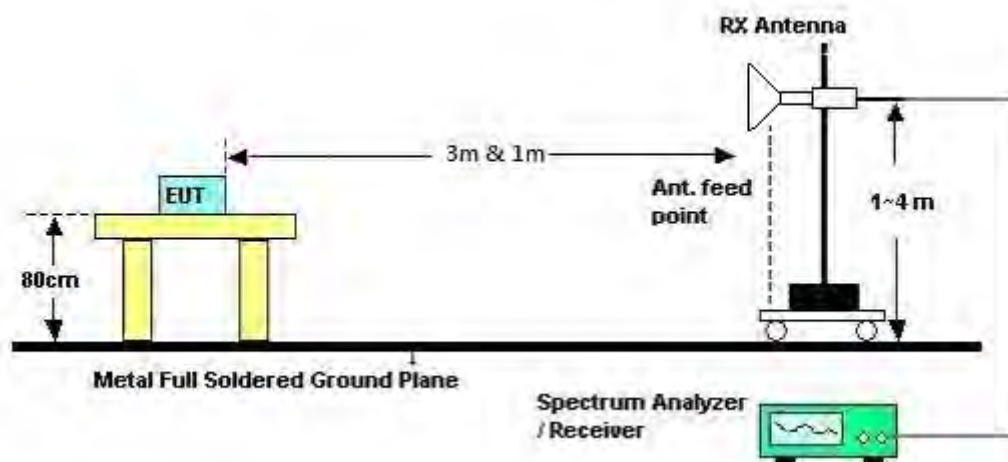 RX Antenna
3m & 1m
EUT
Ant. feed
point
1~4 m
80cm
Metal Full Soldered Ground Plane
Spectrum Analyzer
/ Receiver